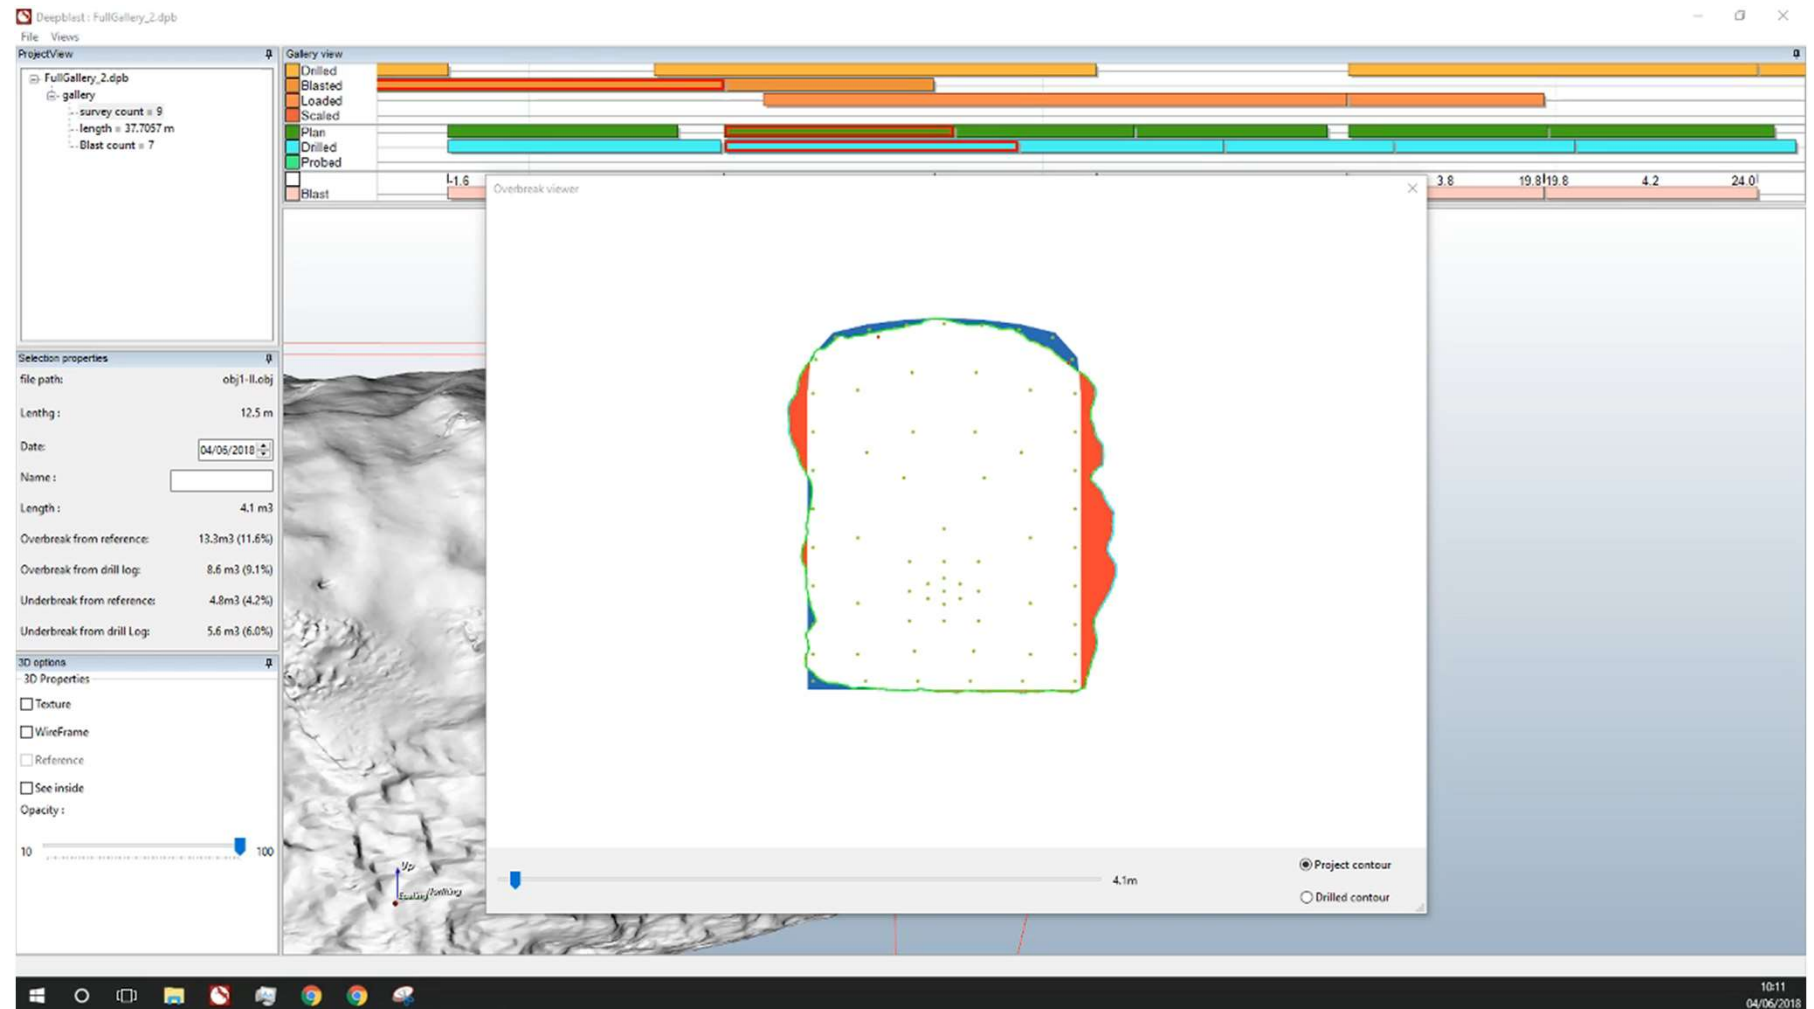 Deepblast : FullGallery_2.dpb
File Views
ProjectView
FullGallery_2.dpb
gallery
survey count = 9
length = 37.7057 m
Blast count = 7
Gallery view
Drilled
Blasted
Loaded
Scaled
Plan
Drilled
Probed
Blast
-1.6
3.8 19.8 19.8 4.2 24.0
Overbreak viewer
Selection properties
file path: obj1-II.obj
Lenthg : 12.5 m
Date: 04/06/2018
Name :
Length : 4.1 m3
Overbreak from reference: 13.3m3 (11.6%)
Overbreak from drill log: 8.6 m3 (9.1%)
Underbreak from reference: 4.8m3 (4.2%)
Underbreak from drill Log: 5.6 m3 (6.0%)
3D options
3D Properties
Texture
WireFrame
Reference
See inside
Opacity :
10 100
Up
Easting Northing
4.1m
Project contour
Drilled contour
10:11
04/06/2018